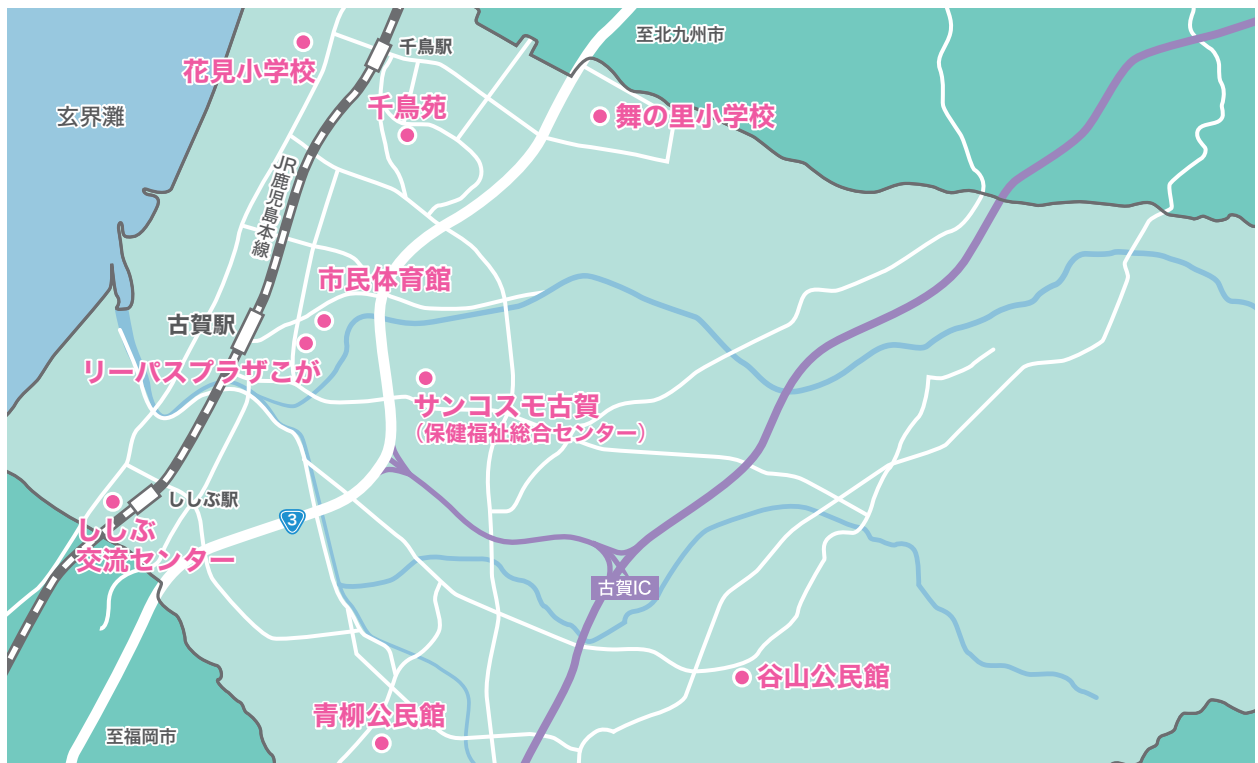 至北九州市
千鳥駅
花見小学校
千鳥苑
舞の里小学校
玄界灘
JR鹿児島本線
市民体育館
古賀駅
リーパスプラザこが
サンコスモ古賀
（保健福祉総合センター）
ししぶ駅
3
ししぶ
交流センター
古賀IC
谷山公民館
青柳公民館
至福岡市